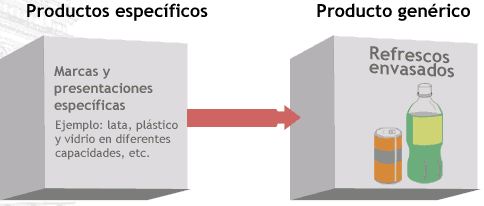 Productos específicos
Producto genérico
Marcas y
presentaciones
específicas
Ejemplo: lata, plástico
y vidrio en diferentes
capacidades, etc.
Refrescos
envasados